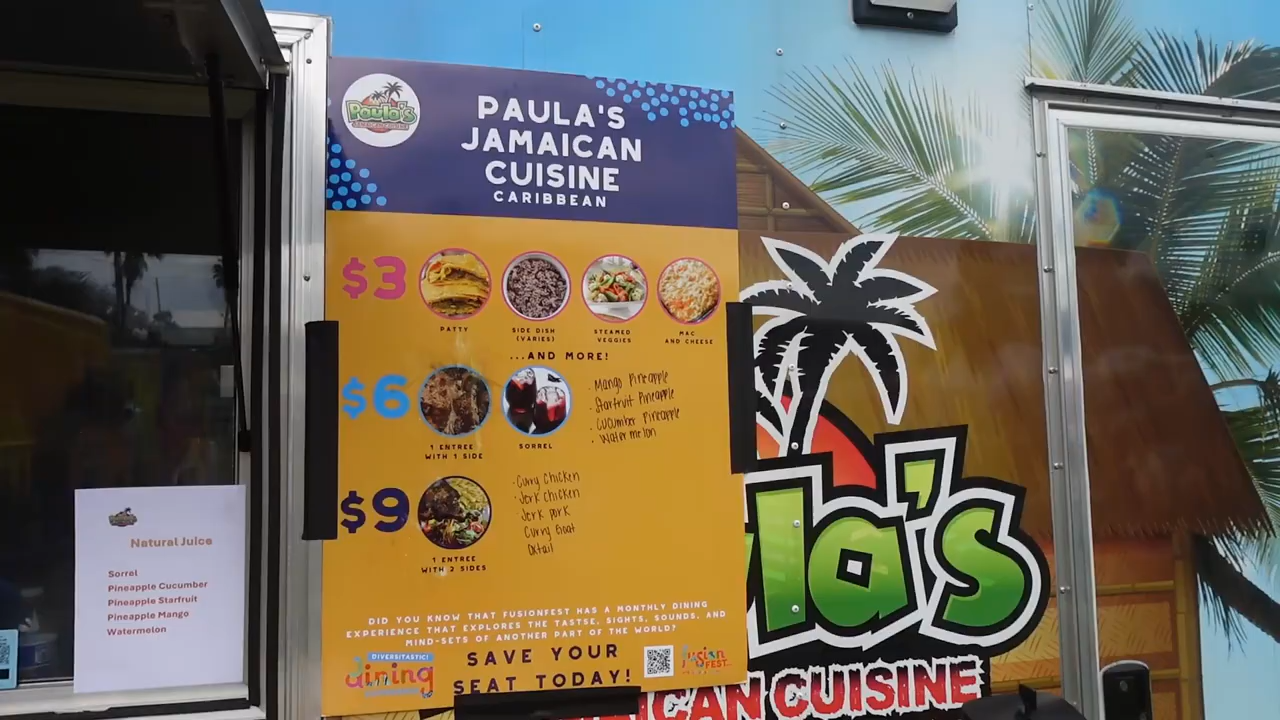 Paula's
JAMAICAN CUISINE
PAULA'S
JAMAICAN
CUISINE
CARIBBEAN
$3
PATTY
SIDE DISH
(VARIES)
STEAMED
VEGGIES
MAC
AND CHEESE
...AND MORE!
$6
1 ENTREE
WITH 1 SIDE
SORREL
- Mango Pineapple
- Starfruit Pineapple
- Cucumber Pineapple
- Watermelon
$9
1 ENTREE
WITH 2 SIDES
- Curry Chicken
- Jerk Chicken
- Jerk Pork
Curry Goat
Oxtail
DID YOU KNOW THAT FUSIONFEST HAS A MONTHLY DINING
EXPERIENCE THAT EXPLORES THE TASTSE, SIGHTS, SOUNDS, AND
MIND-SETS OF ANOTHER PART OF THE WORLD?
DIVERSITASTIC!
dining
SAVE YOUR
SEAT TODAY!
fusion
FEST
Natural Juice
Sorrel
Pineapple Cucumber
Pineapple Starfruit
Pineapple Mango
Watermelon
ula's
ICAN CUISINE